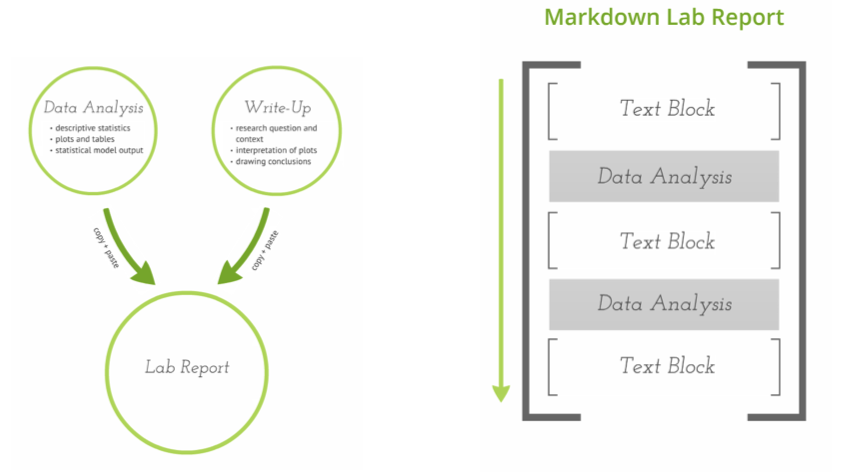 Markdown Lab Report
Data Analysis
• descriptive statistics
• plots and tables
• statistical model output
Write-Up
• research question and
context
• interpretation of plots
• drawing conclusions
copy + paste
copy + paste
Lab Report
Text Block
Data Analysis
Text Block
Data Analysis
Text Block